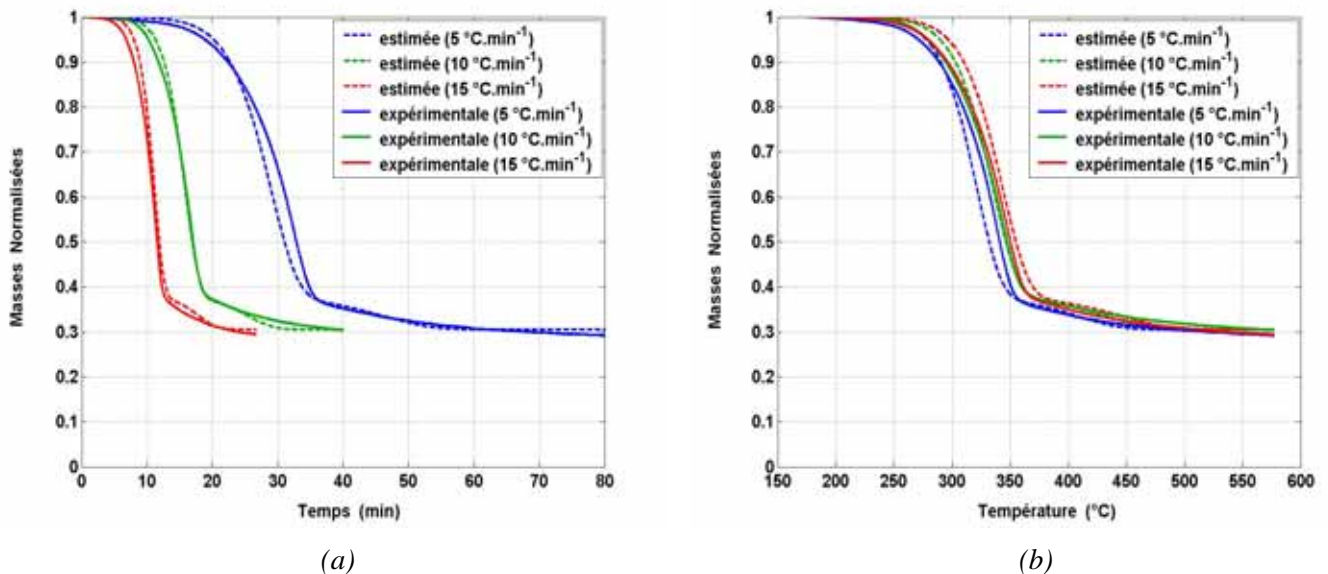 1
0.9
0.8
0.7
0.6
0.5
0.4
0.3
0.2
0.1
0
Masses Normalisées
estimée (5 °C.min-1)
estimée (10 °C.min-1)
estimée (15 °C.min-1)
expérimentale (5 °C.min-1)
expérimentale (10 °C.min-1)
expérimentale (15 °C.min-1)
0 10 20 30 40 50 60 70 80
Temps (min)
(a)
1
0.9
0.8
0.7
0.6
0.5
0.4
0.3
0.2
0.1
0
Masses Normalisées
estimée (5 °C.min-1)
estimée (10 °C.min-1)
estimée (15 °C.min-1)
expérimentale (5 °C.min-1)
expérimentale (10 °C.min-1)
expérimentale (15 °C.min-1)
150 200 250 300 350 400 450 500 550 600
Température (°C)
(b)